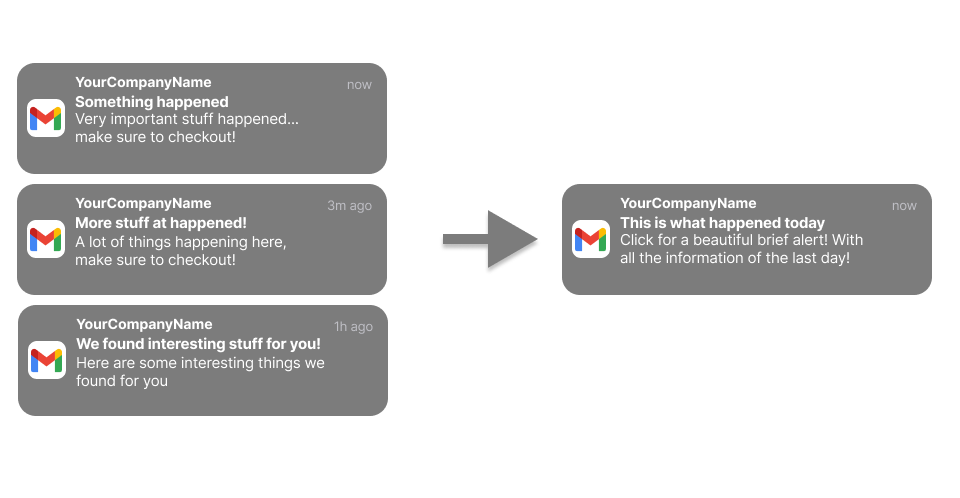 YourCompanyName
now
Something happened
Very important stuff happened...
make sure to checkout!
YourCompanyName
3m ago
More stuff at happened!
A lot of things happening here,
make sure to checkout!
YourCompanyName
1h ago
We found interesting stuff for you!
Here are some interesting things we
found for you
YourCompanyName
now
This is what happened today
Click for a beautiful brief alert! With
all the information of the last day!